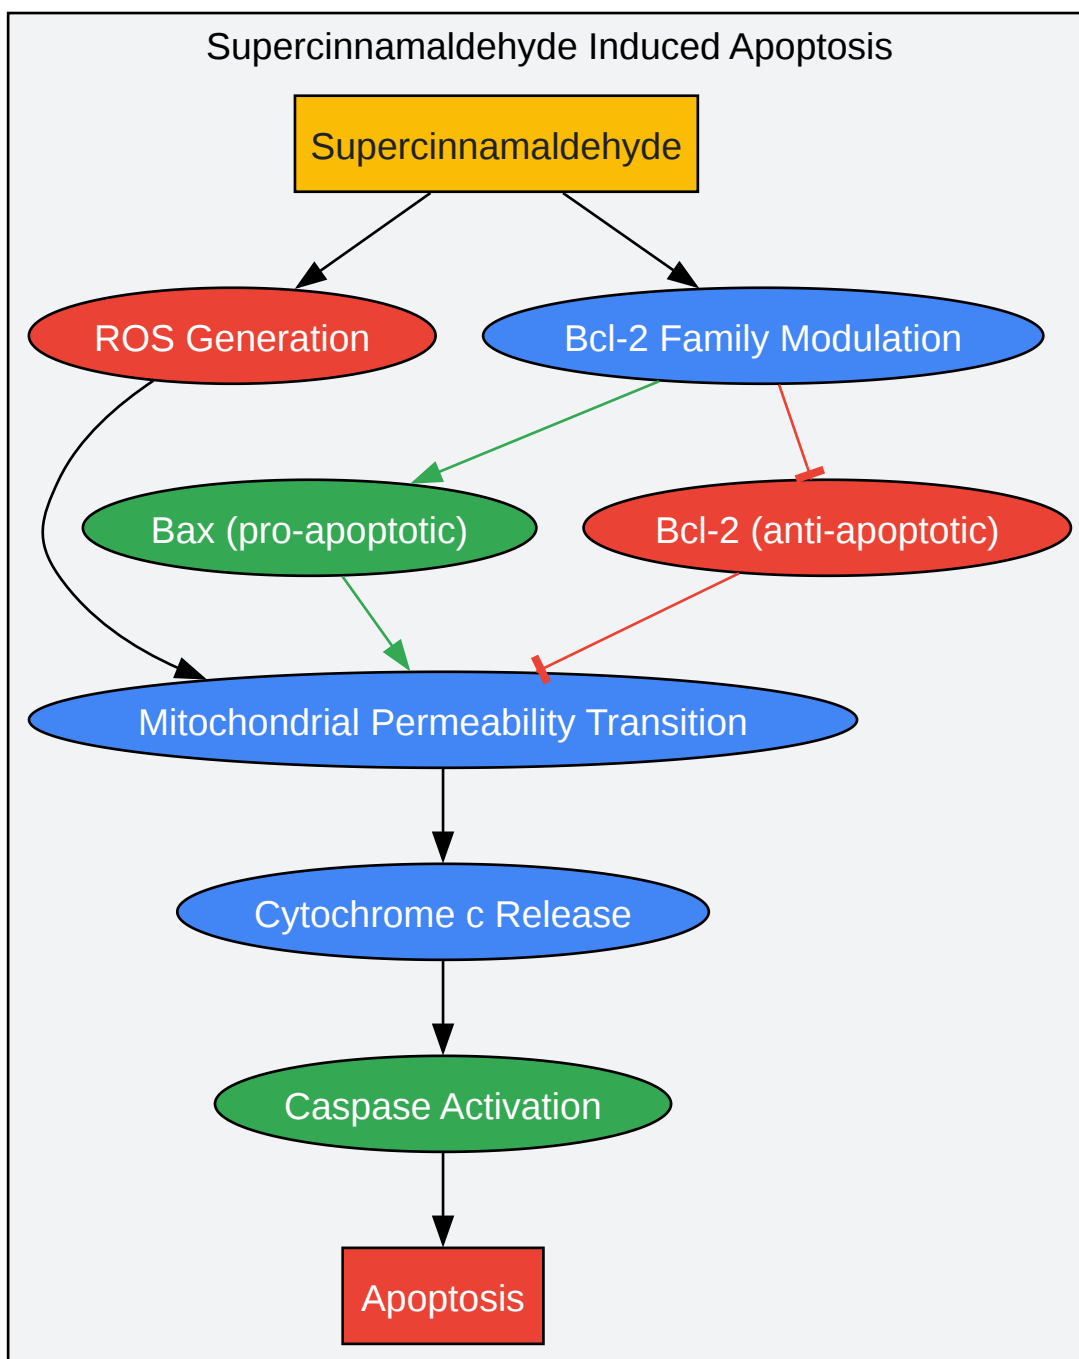 Supercinnamaldehyde Induced Apoptosis
Supercinnamaldehyde
ROS Generation
Bcl-2 Family Modulation
Bax (pro-apoptotic)
Bcl-2 (anti-apoptotic)
Mitochondrial Permeability Transition
Cytochrome c Release
Caspase Activation
Apoptosis